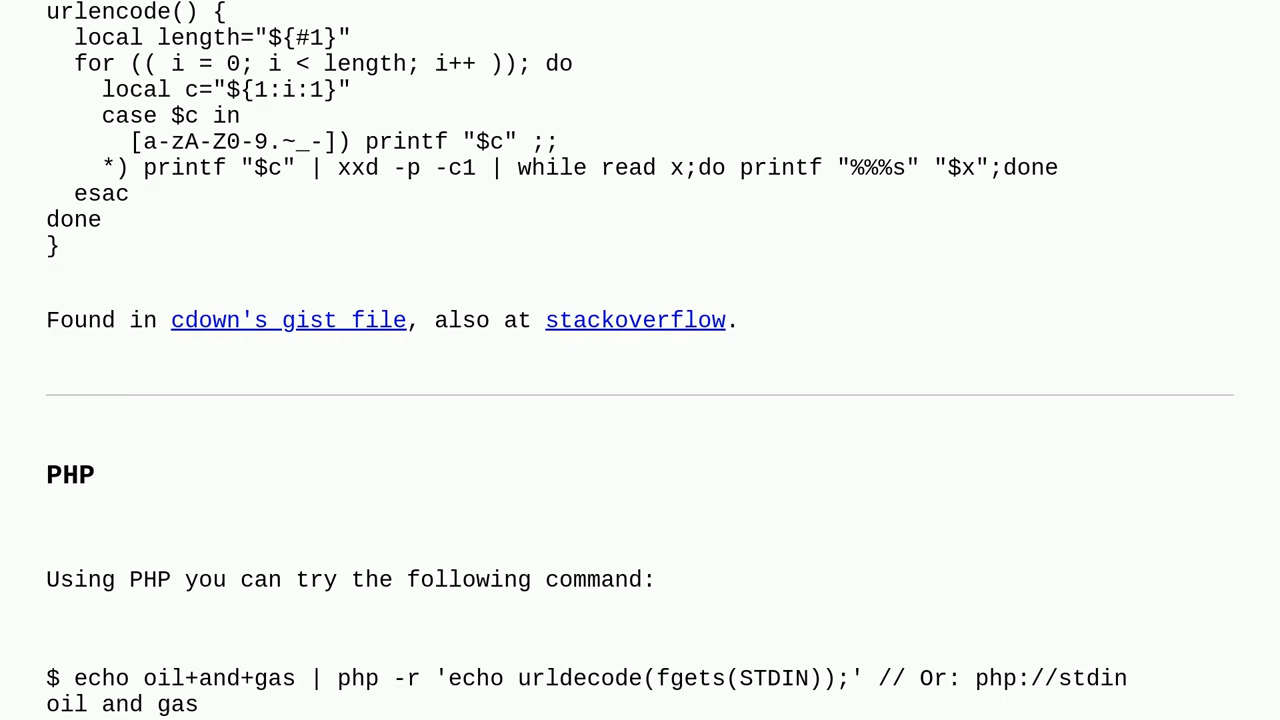 urlencode() {
  local length="${#1}"
  for (( i = 0; i < length; i++ )); do
    local c="${1:i:1}"
    case $c in
      [a-zA-Z0-9.~_-]) printf "$c" ;;
    *) printf "$c" | xxd -p -c1 | while read x;do printf "%%%s" "$x";done
  esac
done
}
Found in cdown's gist file, also at stackoverflow.
PHP
Using PHP you can try the following command:
$ echo oil+and+gas | php -r 'echo urldecode(fgets(STDIN));' // Or: php://stdin
oil and gas